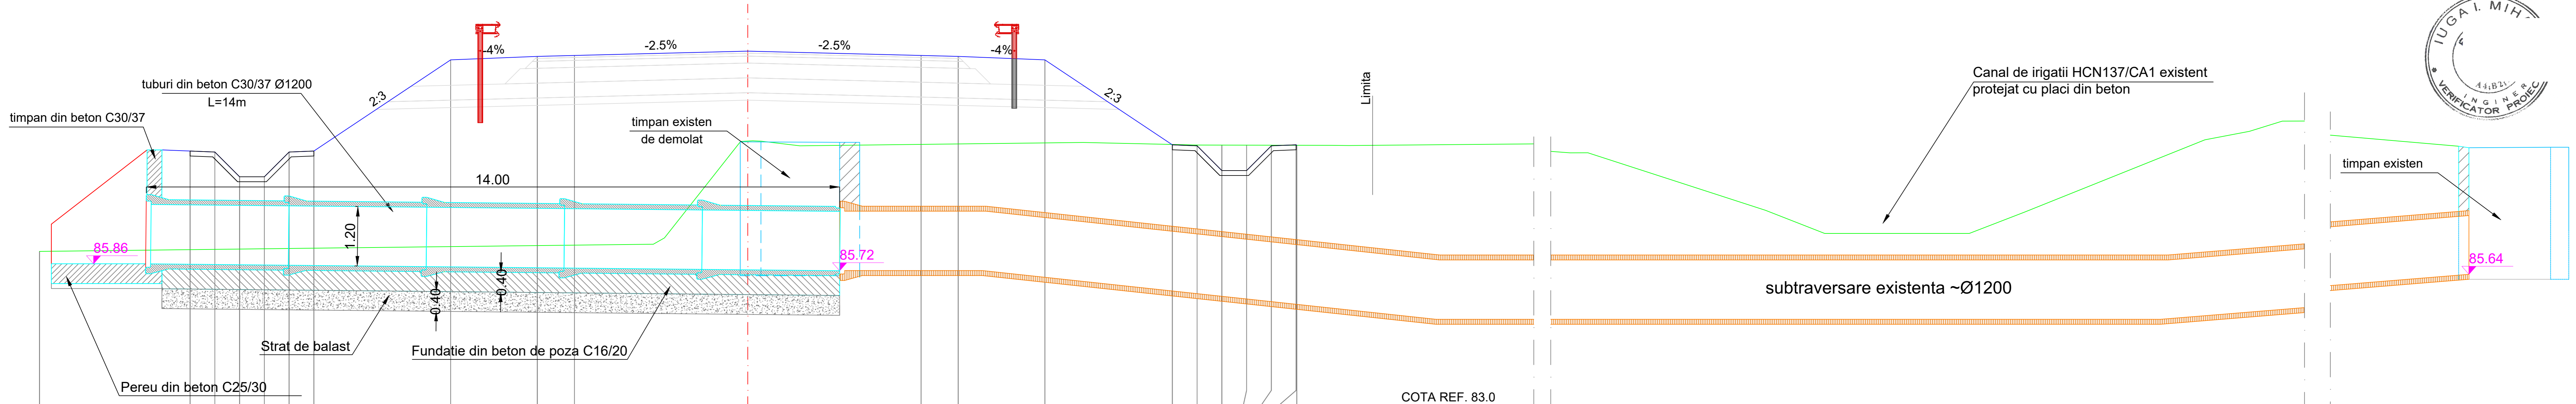 -4%
-2.5%
-2.5%
-4%
tuburi din beton C30/37 Ø1200
L=14m
2:3
2:3
timpan din beton C30/37
timpan existen
de demolat
Limita
Canal de irigatii HCN137/CA1 existent
protejat cu placi din beton
IUGA I. MIH
INGINER
VERIFICATOR PROIEC
timpan existen
14.00
1.20
85.86
85.72
85.64
0.40
0.40
subtraversare existenta ~Ø1200
Strat de balast
Fundatie din beton de poza C16/20
Pereu din beton C25/30
COTA REF. 83.0